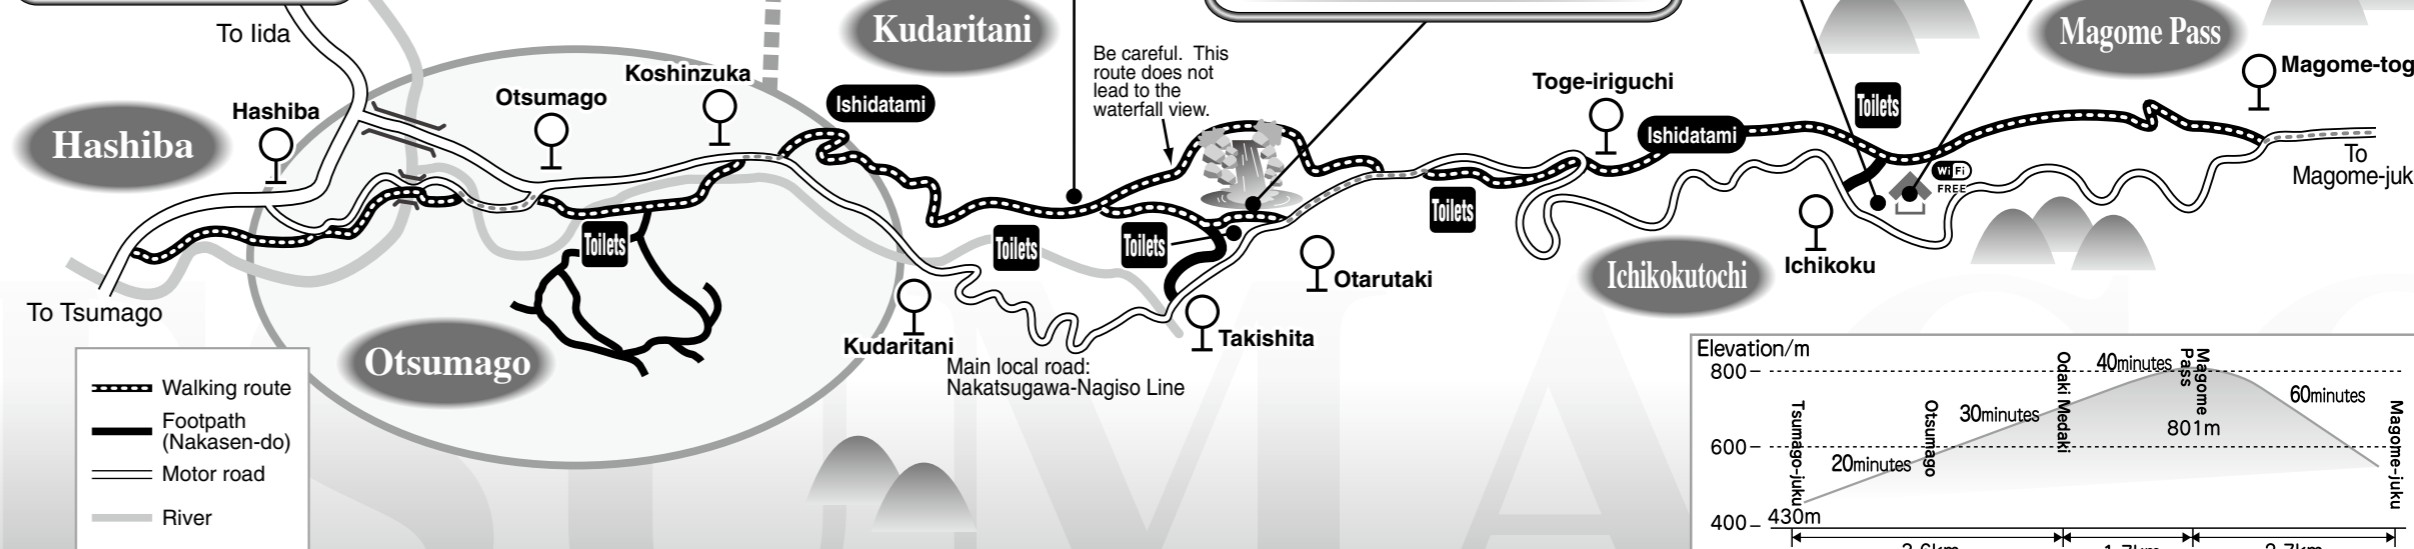 To Iida
Kudaritani
Magome Pass
Be careful. This
route does not
lead to the
waterfall view.
Koshinzuka
Otsumago
Hashiba
Hashiba
Ishidatami
Toge-iriguchi
Toilets
Magome-tog
Ishidatami
To
Magome-juk
Wi Fi
FREE
Toilets
Toilets
Toilets
Toilets
Otarutaki
Ichikokutochi
Ichikoku
To Tsumago
Otsumago
Kudaritani
Takishita
Main local road:
Nakatsugawa-Nagiso Line
Walking route
Footpath
(Nakasen-do)
Motor road
River
Elevation/m
800
600
400
430m
Tsumago-juku
20minutes
Otsumago
30minutes
Odaki Medaki
40minutes
Magome
Pass
801m
60minutes
Magome-juku